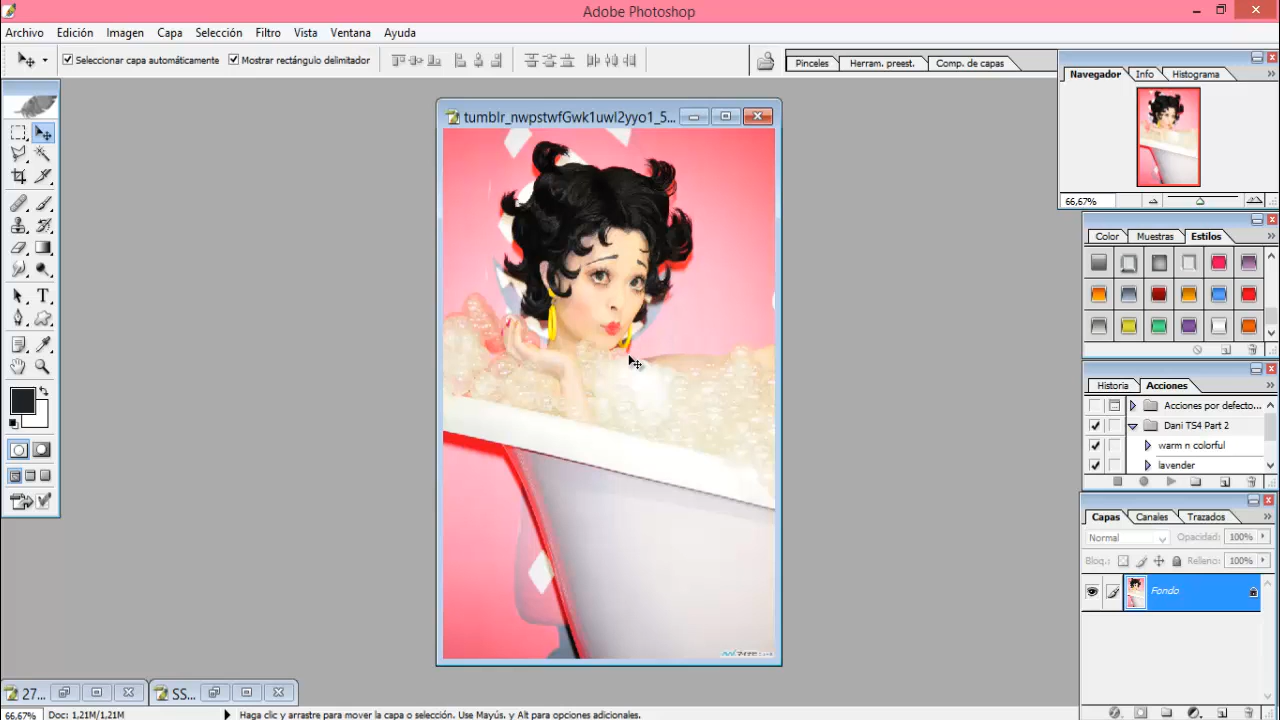 Adobe Photoshop
Archivo Edición Imagen Capa Selección Filtro Vista Ventana Ayuda
Seleccionar capa automáticamente Mostrar rectángulo delimitador Pinceles Herram. preest. Comp. de capas
Navegador Info Histograma
66,67%
tumblr_nwpstwfGwk1uwl2yyo1_5...
Color Muestras Estilos
Historia Acciones
Acciones por defecto...
Dani TS4 Part 2
warm n colorful
lavender
Capas Canales Trazados
Normal Opacidad: 100%
Bloq.: Relleno: 100%
Fondo
27... SS...
66,67% Doc: 1,21M/1,21M Haga clic y arrastre para mover la capa o selección. Use Mayús. y Alt para opciones adicionales.